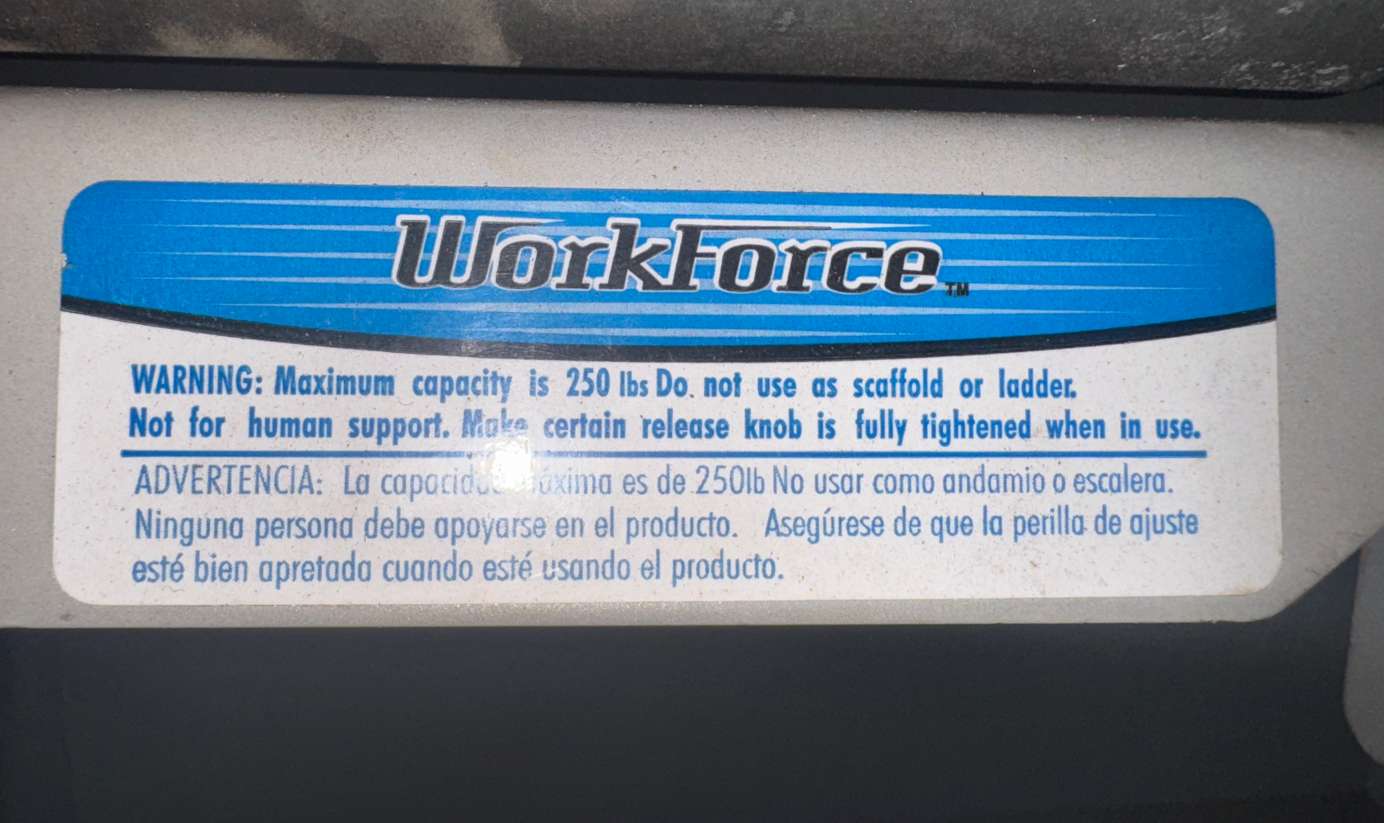 WorkForce™
WARNING: Maximum capacity is 250 lbs Do. not use as scaffold or ladder.
Not for human support. Make certain release knob is fully tightened when in use.
ADVERTENCIA: La capacidad máxima es de 250lb No usar como andamio o escalera.
Ninguna persona debe apoyarse en el producto. Asegúrese de que la perilla de ajuste
esté bien apretada cuando esté usando el producto.